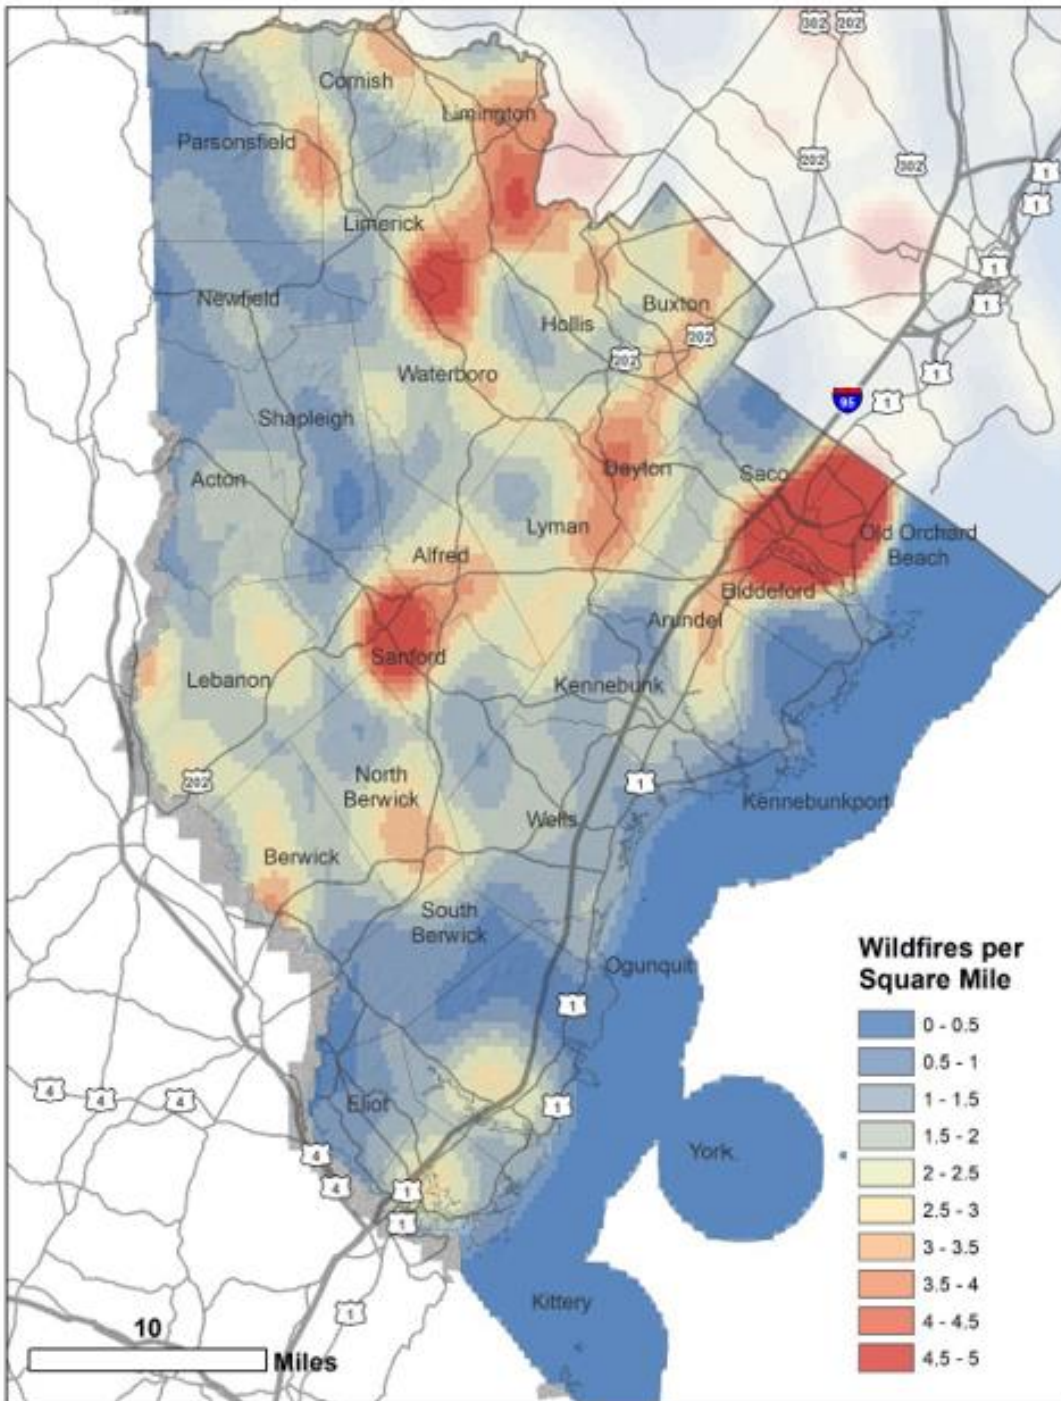 302
202
Cornish
Limington
Parsonsfield
202
302
1
1
Limerick
Newfield
1
1
Buxton
Hollis
202
202
Waterboro
1
95
1
Shapleigh
Acton
Dayton
Saco
Lyman
Old Orchard
Beach
Alfred
Biddeford
Arundel
Sanford
Lebanon
Kennebunk
North
Berwick
202
1
Kennebunkport
Wells
Berwick
South
Berwick
Ogunquit
Wildfires per
Square Mile
1
0 - 0.5
0.5 - 1
1 - 1.5
1.5 - 2
2 - 2.5
2.5 - 3
3 - 3.5
3.5 - 4
4 - 4.5
4.5 - 5
4
4
4
Eliot
1
4
York
4
1
1
Kittery
1
10
Miles